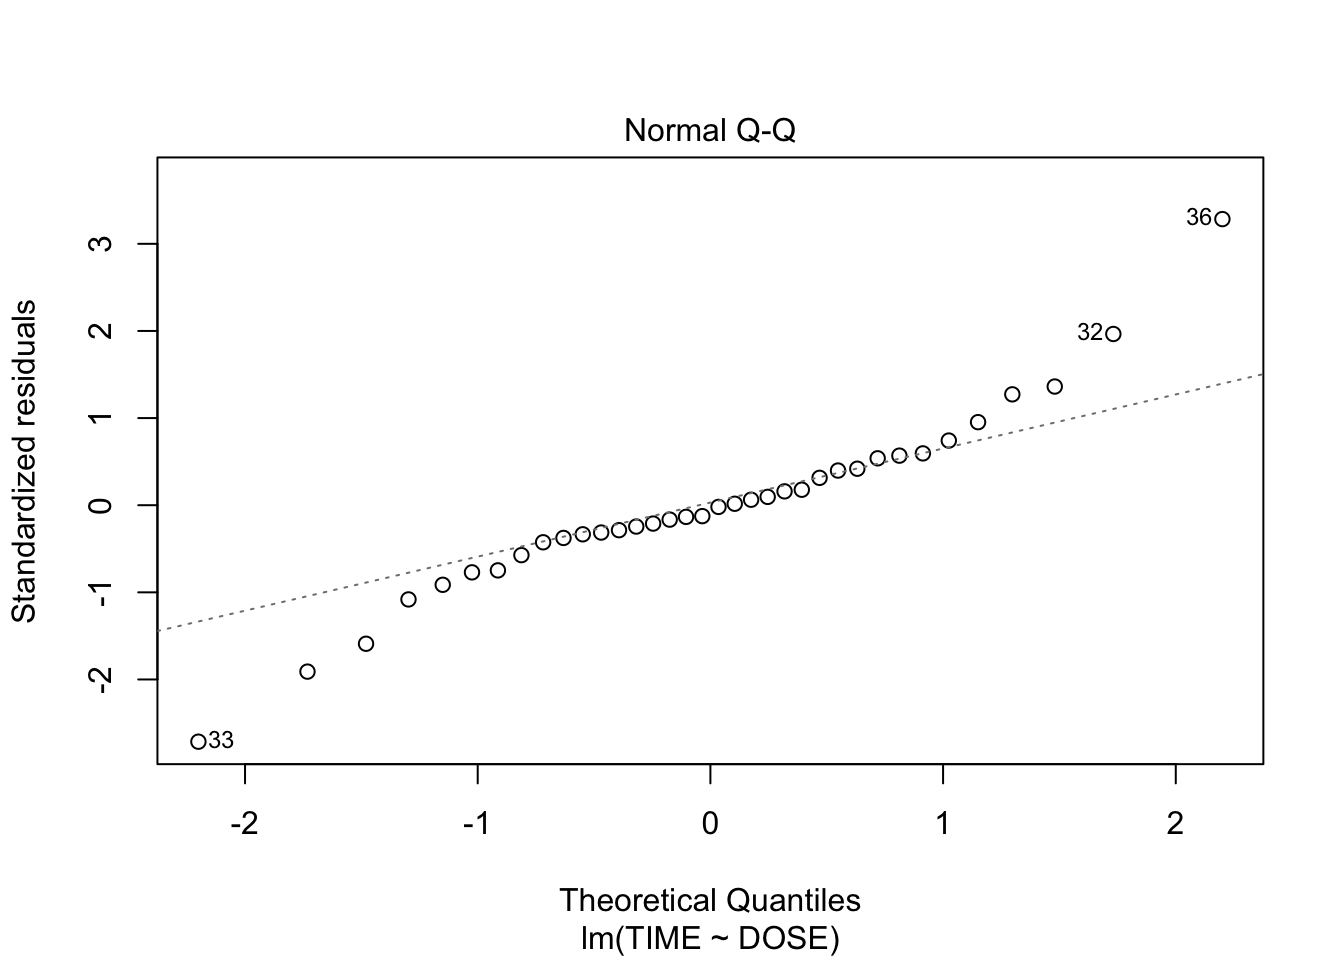 Normal Q-Q
36
3
32
2
1
0
-1
-2
33
Standardized residuals
-2 -1 0 1 2
Theoretical Quantiles
lm(TIME ~ DOSE)